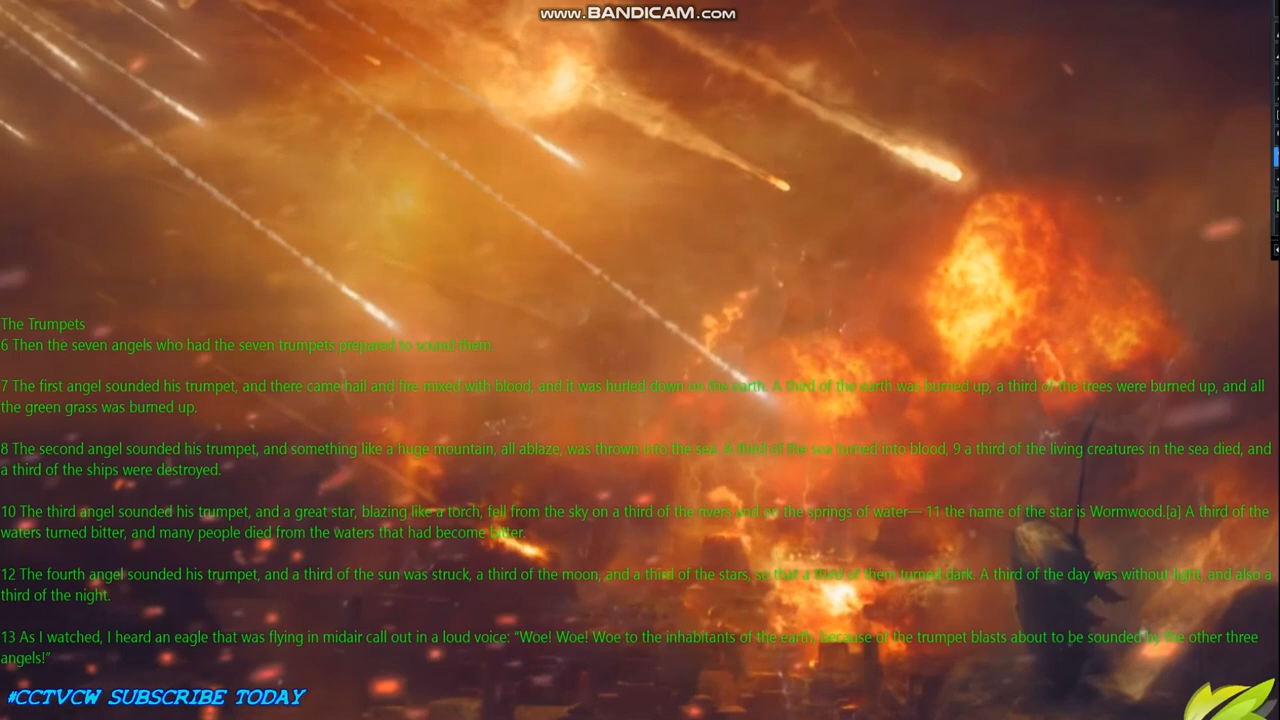 www.BANDICAM.com
The Trumpets
6 Then the seven angels who had the seven trumpets prepared to sound them.
7 The first angel sounded his trumpet, and there came hail and fire mixed with blood, and it was hurled down on the earth. A third of the earth was burned up, a third of the trees were burned up, and all
the green grass was burned up.
8 The second angel sounded his trumpet, and something like a huge mountain, all ablaze, was thrown into the sea. A third of the sea turned into blood, 9 a third of the living creatures in the sea died, and
a third of the ships were destroyed.
10 The third angel sounded his trumpet, and a great star, blazing like a torch, fell from the sky on a third of the rivers and on the springs of water— 11 the name of the star is Wormwood.[a] A third of the
waters turned bitter, and many people died from the waters that had become bitter.
12 The fourth angel sounded his trumpet, and a third of the sun was struck, a third of the moon, and a third of the stars, so that a third of them turned dark. A third of the day was without light, and also a
third of the night.
13 As I watched, I heard an eagle that was flying in midair call out in a loud voice: “Woe! Woe! Woe to the inhabitants of the earth, because of the trumpet blasts about to be sounded by the other three
angels!”
#CCTVCW SUBSCRIBE TODAY